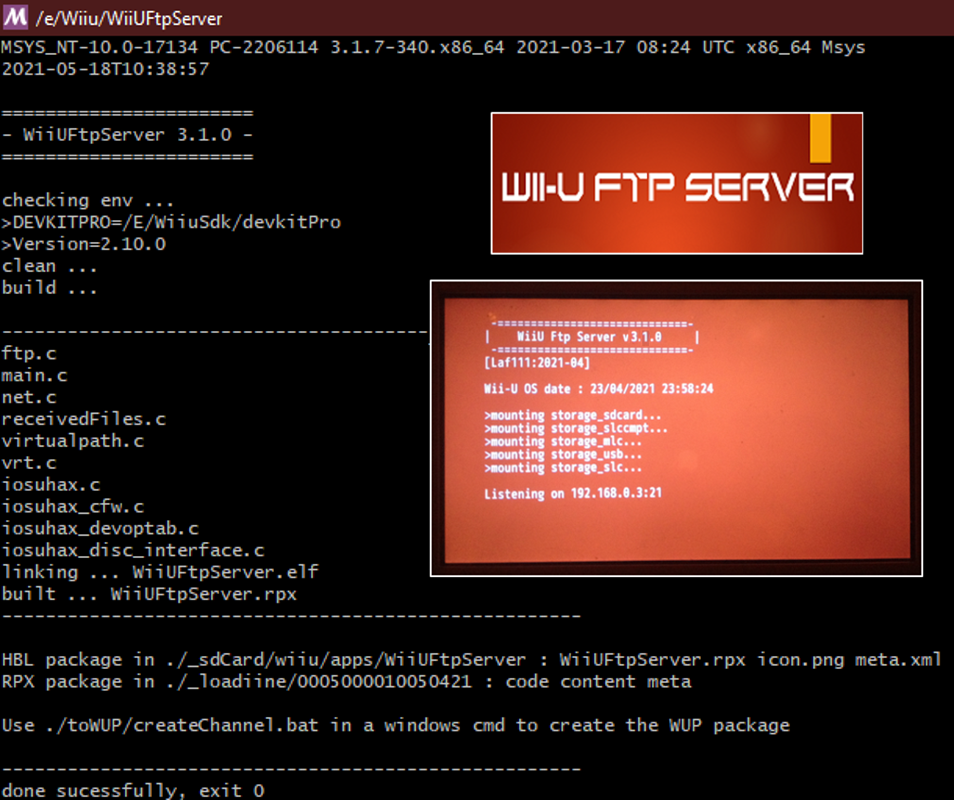 /e/Wiiu/WiiUFtpServer
MSYS_NT-10.0-17134 PC-2206114 3.1.7-340.x86_64 2021-03-17 08:24 UTC x86_64 Msys
2021-05-18T10:38:57
=======================
- WiiUFtpServer 3.1.0 -
=======================
checking env ...
>DEVKITPRO=/E/WiiuSdk/devkitPro
>Version=2.10.0
clean ...
build ...
---------------------------------------
ftp.c
main.c
net.c
receivedFiles.c
virtualpath.c
vrt.c
iosuhax.c
iosuhax_cfw.c
iosuhax_devoptab.c
iosuhax_disc_interface.c
linking ... WiiUFtpServer.elf
built ... WiiUFtpServer.rpx
-----------------------------------------------------
HBL package in ./_sdCard/wiiu/apps/WiiUFtpServer : WiiUFtpServer.rpx icon.png meta.xml
RPX package in ./_loadiine/0005000010050421 : code content meta
Use ./toWUP/createChannel.bat in a windows cmd to create the WUP package
-----------------------------------------------------
done sucessfully, exit 0
WII-U FTP SERVER
-=============================-
|    WiiU Ftp Server v3.1.0    |
-=============================-
[Laf111:2021-04]
Wii-U OS date : 23/04/2021 23:58:24
>mounting storage_sdcard...
>mounting storage_slccmpt...
>mounting storage_mlc...
>mounting storage_usb...
>mounting storage_slc...
Listening on 192.168.0.3:21